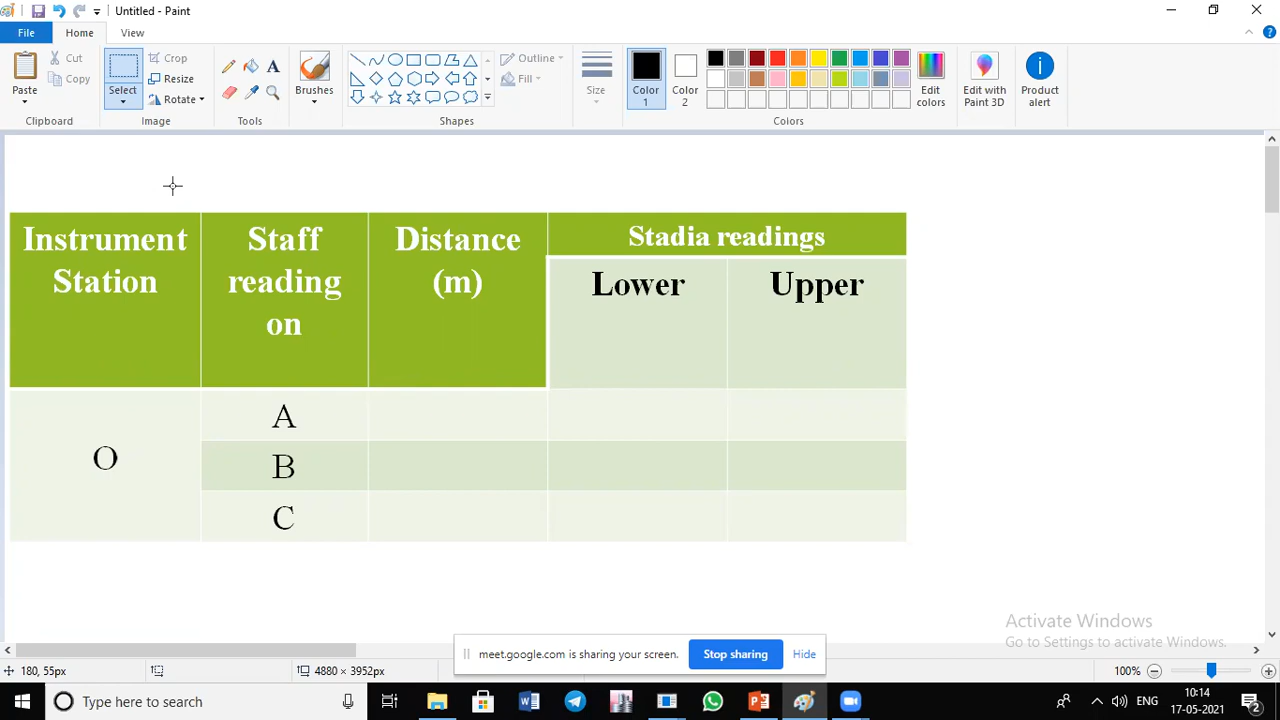 Untitled - Paint
File
Home
View
Paste
Cut
Copy
Clipboard
Select
Crop
Resize
Rotate
Image
Tools
Brushes
Outline
Fill
Shapes
Size
Color 1
Color 2
Edit colors
Colors
Edit with Paint 3D
Product alert
Instrument Station
Staff reading on
Distance (m)
Stadia readings
Lower
Upper
O
A
B
C
Activate Windows
Go to Settings to activate Windows.
meet.google.com is sharing your screen.
Stop sharing
Hide
180, 55px
4880 × 3952px
100%
Type here to search
ENG
10:14
17-05-2021
2